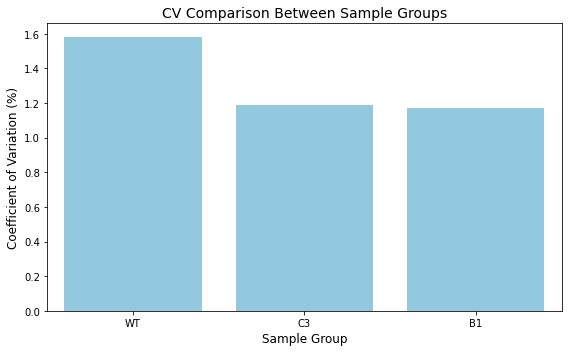 CV Comparison Between Sample Groups
Coefficient of Variation (%)
1.6
1.4
1.2
1.0
0.8
0.6
0.4
0.2
0.0
WT C3 B1
Sample Group